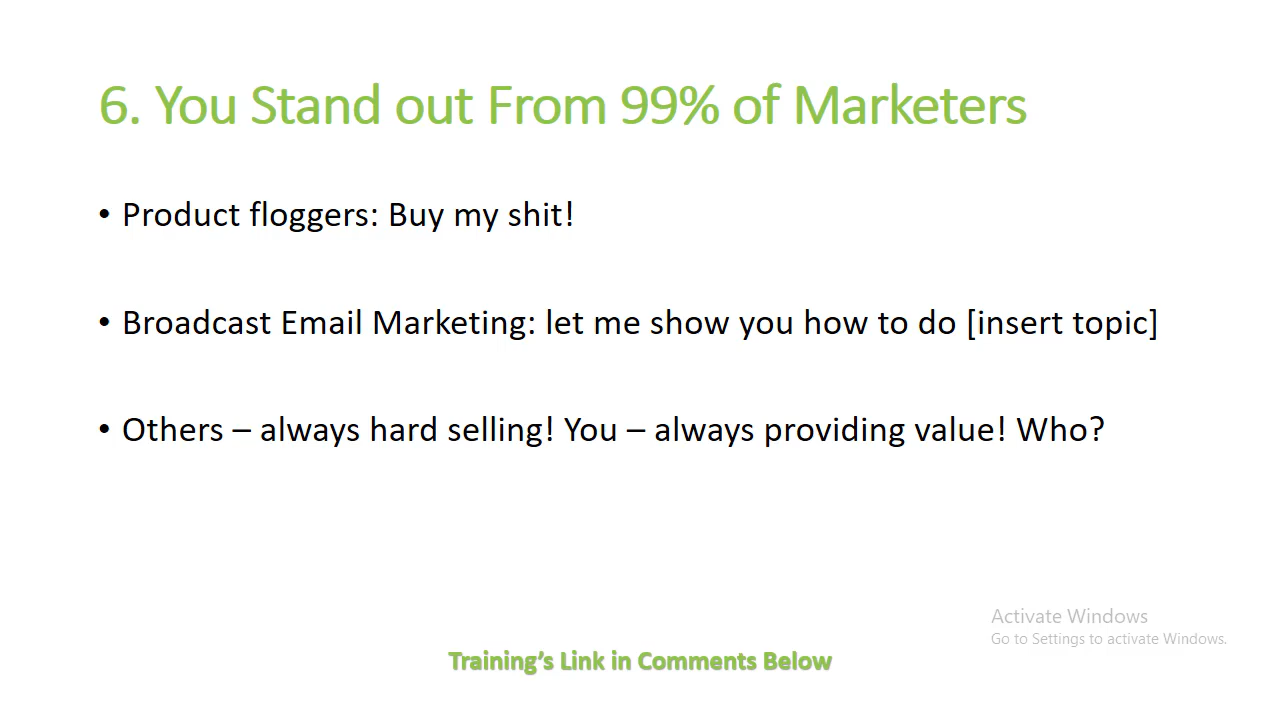 6. You Stand out From 99% of Marketers
• Product floggers: Buy my shit!
• Broadcast Email Marketing: let me show you how to do [insert topic]
• Others – always hard selling! You – always providing value! Who?
Activate Windows
Go to Settings to activate Windows.
Training’s Link in Comments Below